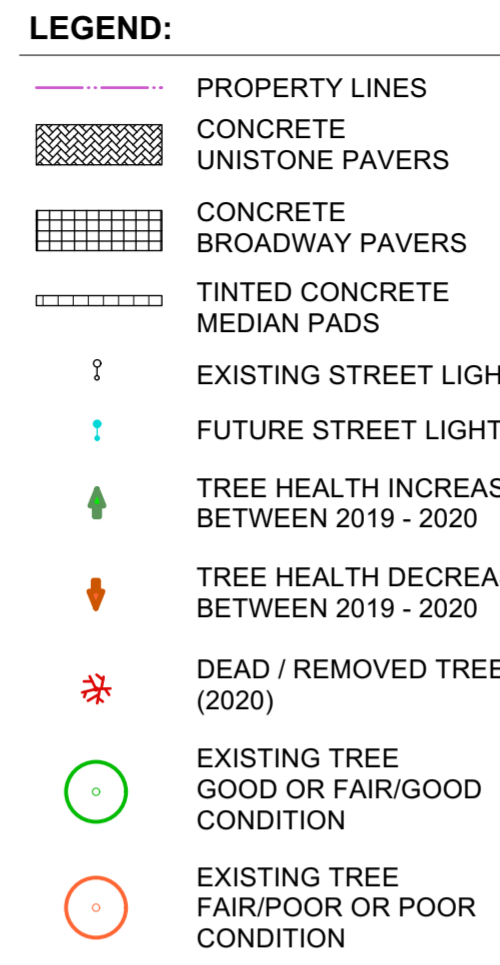 LEGEND:
PROPERTY LINES
CONCRETE
UNISTONE PAVERS
CONCRETE
BROADWAY PAVERS
TINTED CONCRETE
MEDIAN PADS
EXISTING STREET LIGH
FUTURE STREET LIGHT
TREE HEALTH INCREAS
BETWEEN 2019 - 2020
TREE HEALTH DECREAS
BETWEEN 2019 - 2020
DEAD / REMOVED TREE
(2020)
EXISTING TREE
GOOD OR FAIR/GOOD
CONDITION
EXISTING TREE
FAIR/POOR OR POOR
CONDITION